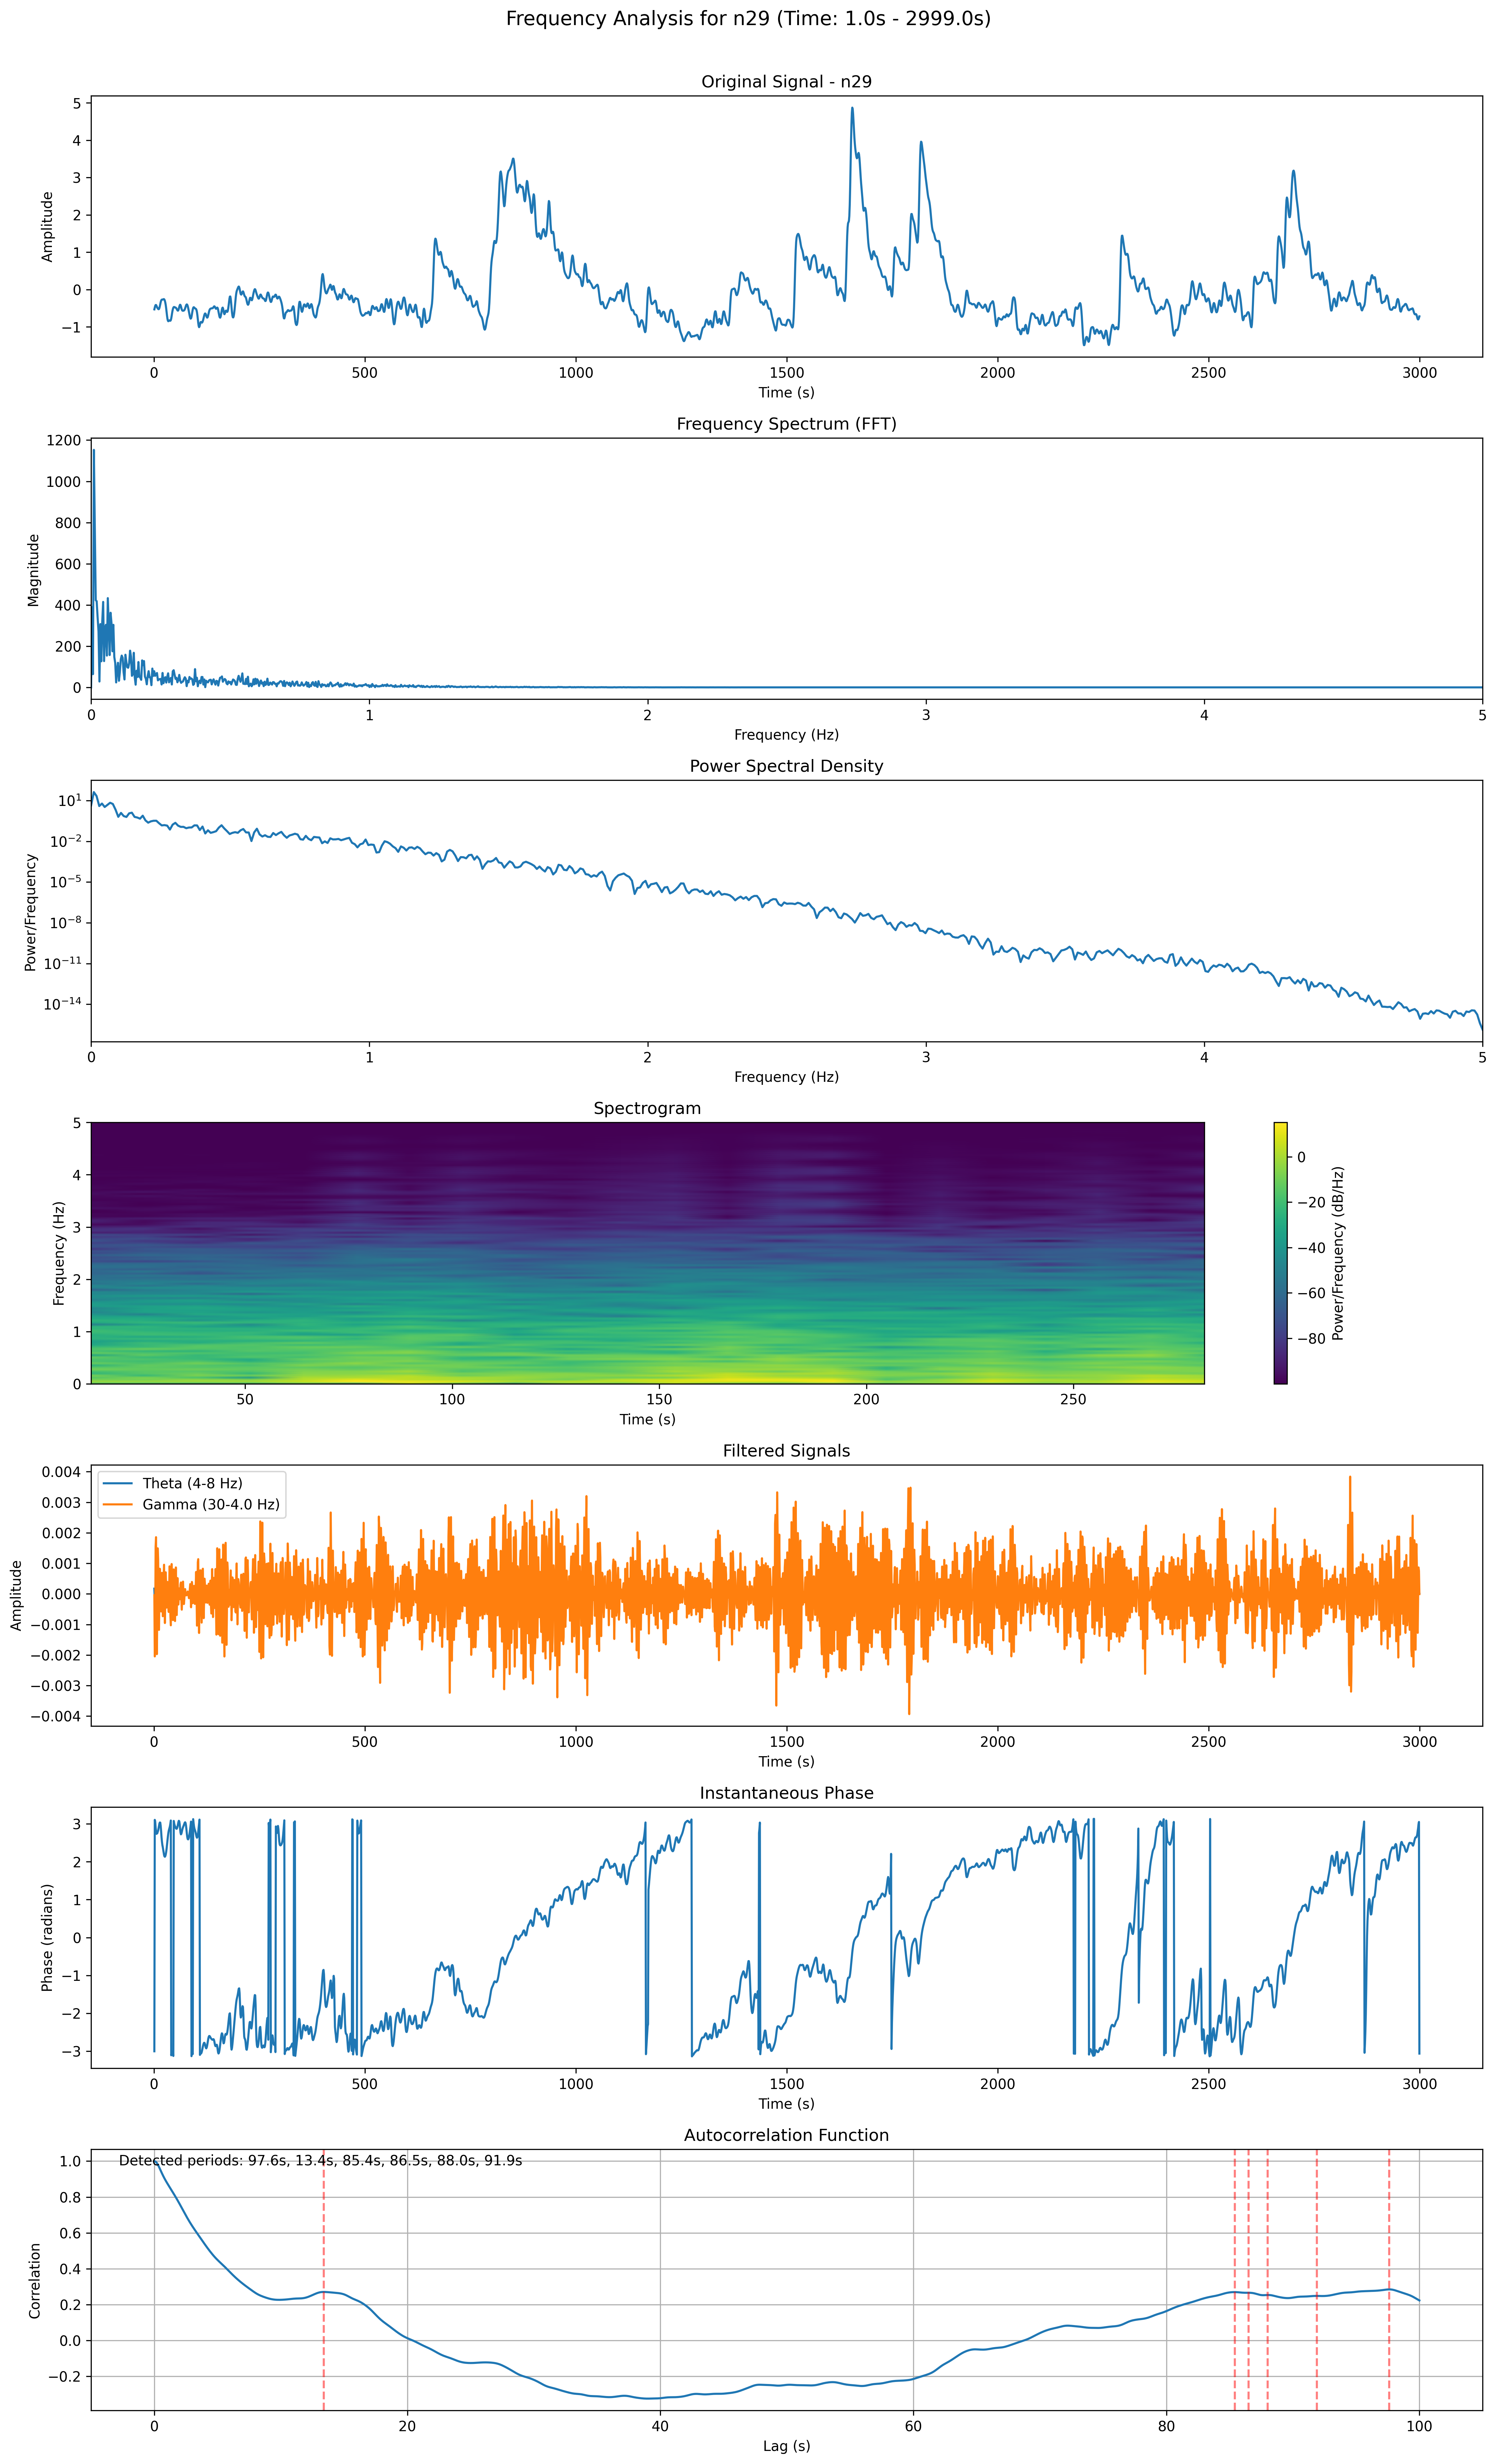 Frequency Analysis for n29 (Time: 1.0s - 2999.0s)
Original Signal - n29
5
4
3
2
1
0
−1
Amplitude
0 500 1000 1500 2000 2500 3000
Time (s)
Frequency Spectrum (FFT)
1200
1000
800
600
400
200
0
Magnitude
0 1 2 3 4 5
Frequency (Hz)
Power Spectral Density
10¹
10⁻²
10⁻⁵
10⁻⁸
10⁻¹¹
10⁻¹⁴
Power/Frequency
0 1 2 3 4 5
Frequency (Hz)
Spectrogram
5
4
3
2
1
0
Frequency (Hz)
50 100 150 200 250
Time (s)
0
−20
−40
−60
−80
Power/Frequency (dB/Hz)
Filtered Signals
Theta (4-8 Hz)
Gamma (30-4.0 Hz)
0.004
0.003
0.002
0.001
0.000
−0.001
−0.002
−0.003
−0.004
Amplitude
0 500 1000 1500 2000 2500 3000
Time (s)
Instantaneous Phase
3
2
1
0
−1
−2
−3
Phase (radians)
0 500 1000 1500 2000 2500 3000
Time (s)
Autocorrelation Function
Detected periods: 97.6s, 13.4s, 85.4s, 86.5s, 88.0s, 91.9s
1.0
0.8
0.6
0.4
0.2
0.0
−0.2
Correlation
0 20 40 60 80 100
Lag (s)